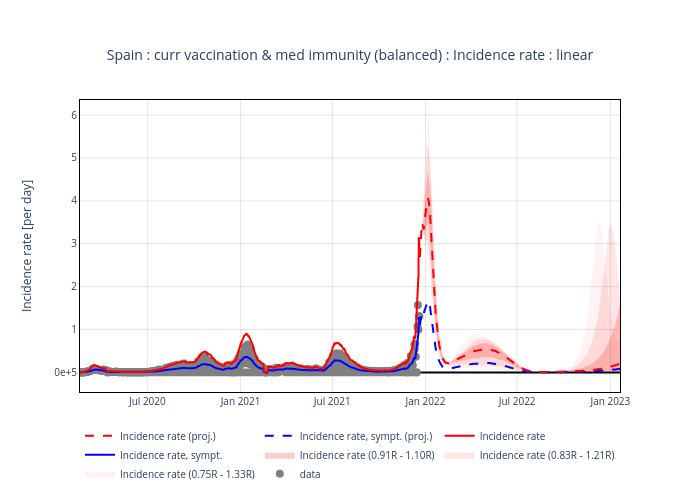 Spain : curr vaccination & med immunity (balanced) : Incidence rate : linear
Incidence rate [per day]
6
5
4
3
2
1
0e+5
Jul 2020 Jan 2021 Jul 2021 Jan 2022 Jul 2022 Jan 2023
Incidence rate (proj.) Incidence rate, sympt. (proj.) Incidence rate
Incidence rate, sympt. Incidence rate (0.91R - 1.10R) Incidence rate (0.83R - 1.21R)
Incidence rate (0.75R - 1.33R) data